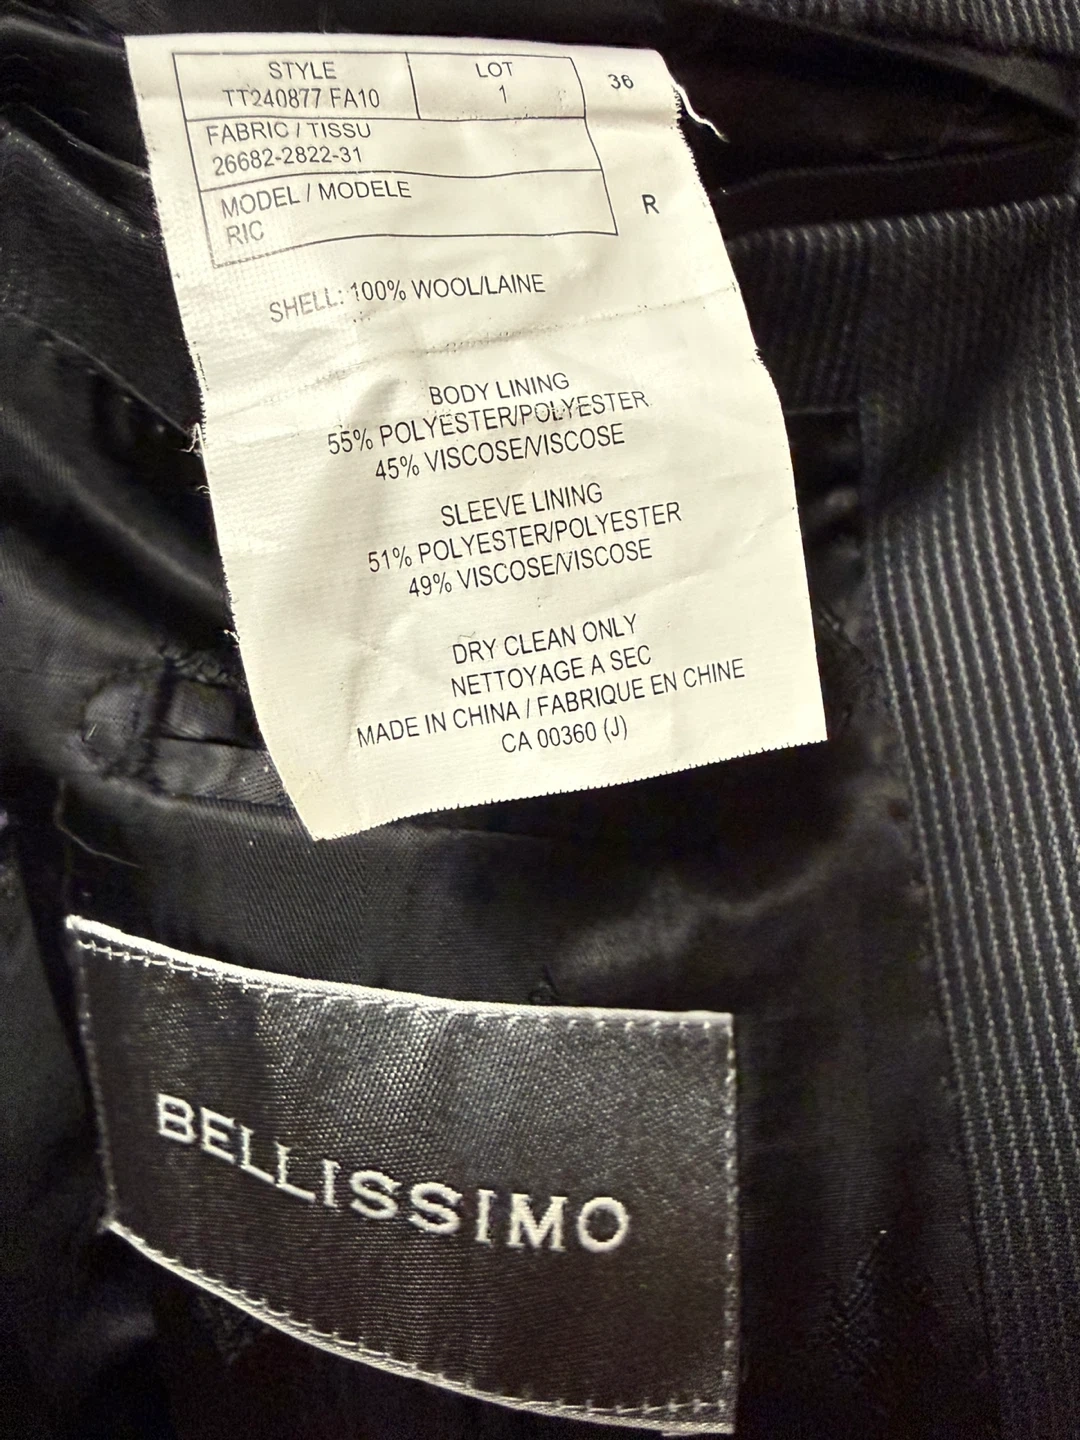 STYLE
TT240877 FA10
LOT
1
36
FABRIC / TISSU
26682-2822-31
MODEL / MODELE
RIC
R
SHELL: 100% WOOL/LAINE
BODY LINING
55% POLYESTER/POLYESTER
45% VISCOSE/VISCOSE
SLEEVE LINING
51% POLYESTER/POLYESTER
49% VISCOSE/VISCOSE
DRY CLEAN ONLY
NETTOYAGE A SEC
MADE IN CHINA / FABRIQUE EN CHINE
CA 00360 (J)
BELLISSIMO